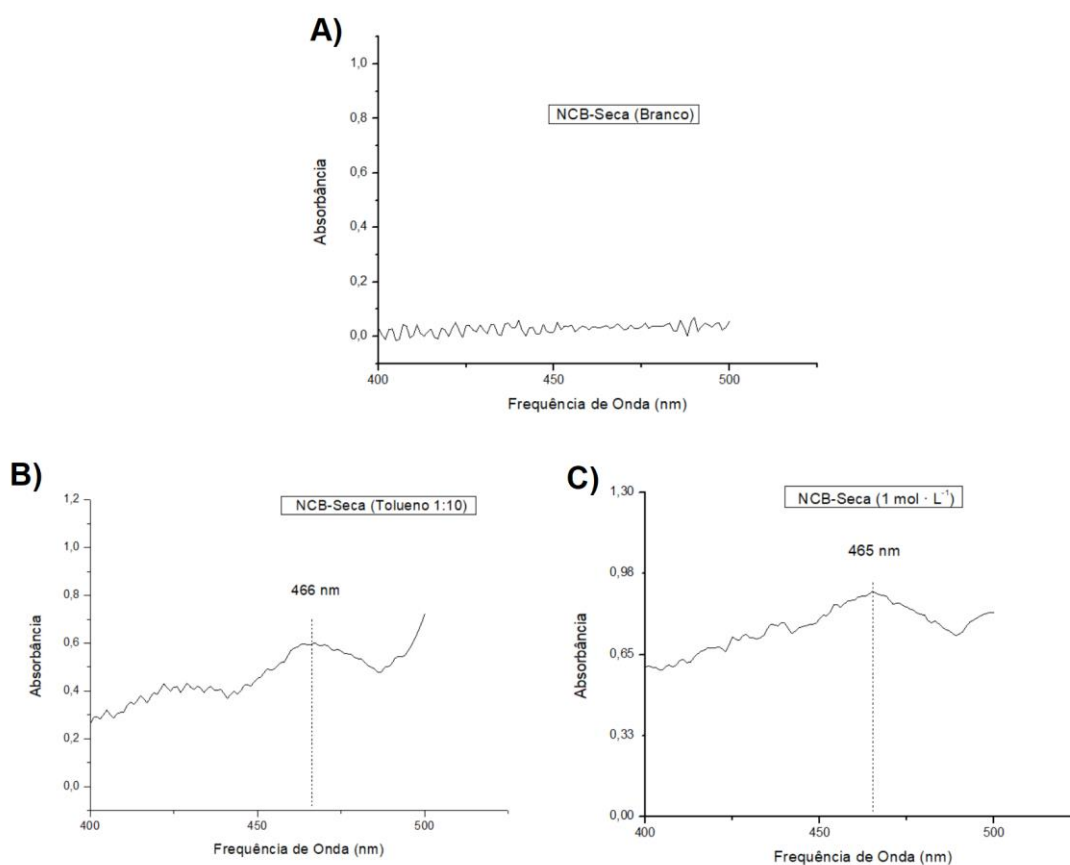 A)
1,0
0,8
0,6
0,4
0,2
0,0
Absorbância
NCB-Seca (Branco)
400
450
500
Frequência de Onda (nm)
B)
1,2
1,0
0,8
0,6
0,4
0,2
0,0
Absorbância
NCB-Seca (Tolueno 1:10)
466 nm
400
450
500
Frequência de Onda (nm)
C)
1,30
0,98
0,65
0,33
0,00
Absorbância
NCB-Seca (1 mol · L⁻¹)
465 nm
400
450
500
Frequência de Onda (nm)